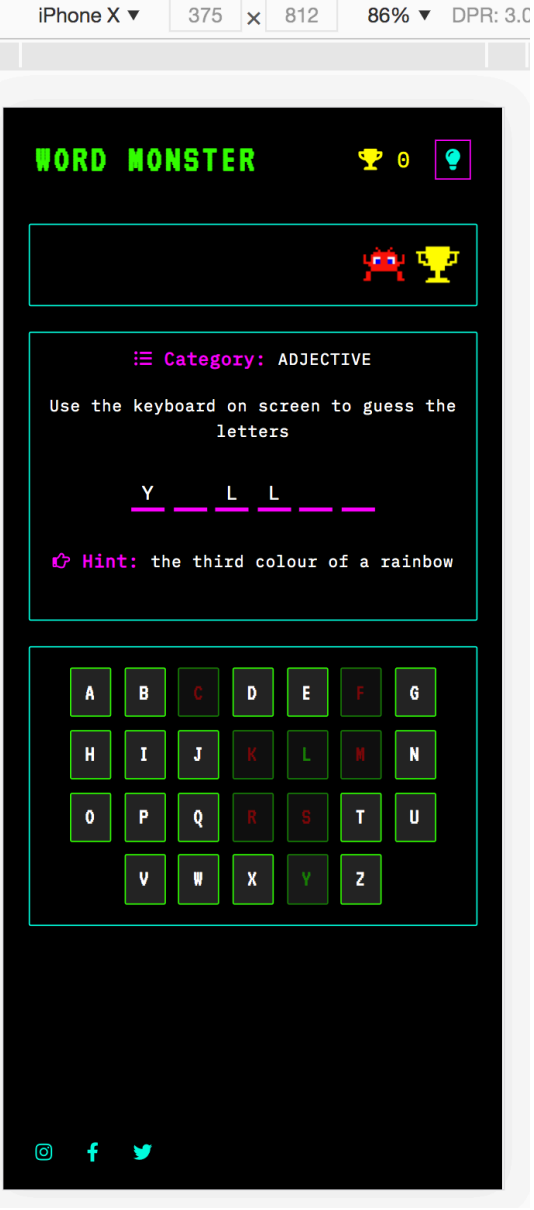 iPhone X ▼ 375 × 812 86% ▼ DPR: 3.0
WORD MONSTER 0
Category: ADJECTIVE
Use the keyboard on screen to guess the
letters
Y _ L L _ _
Hint: the third colour of a rainbow
A B C D E F G
H I J K L M N
O P Q R S T U
V W X Y Z